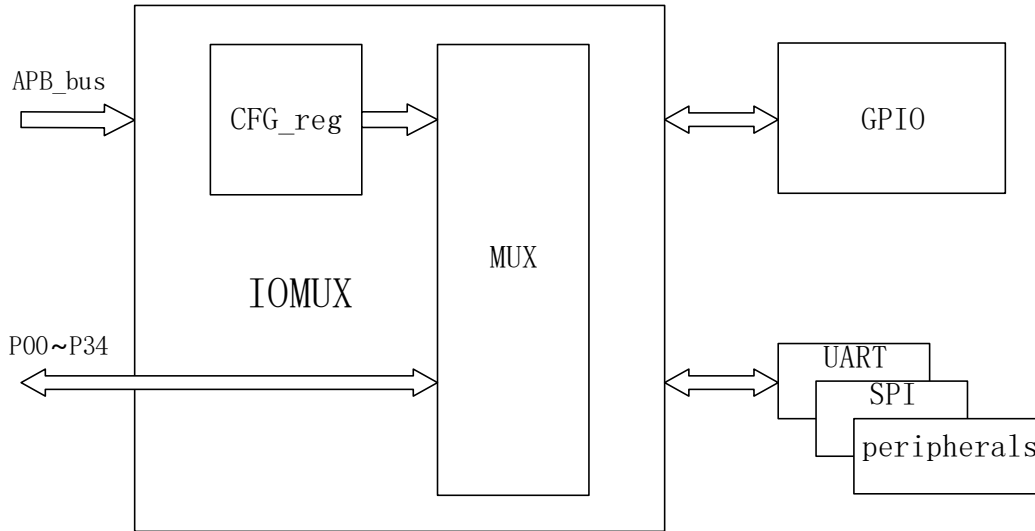 APB_bus
CFG_reg
GPIO
MUX
IOMUX
P00~P34
UART
SPI
peripherals